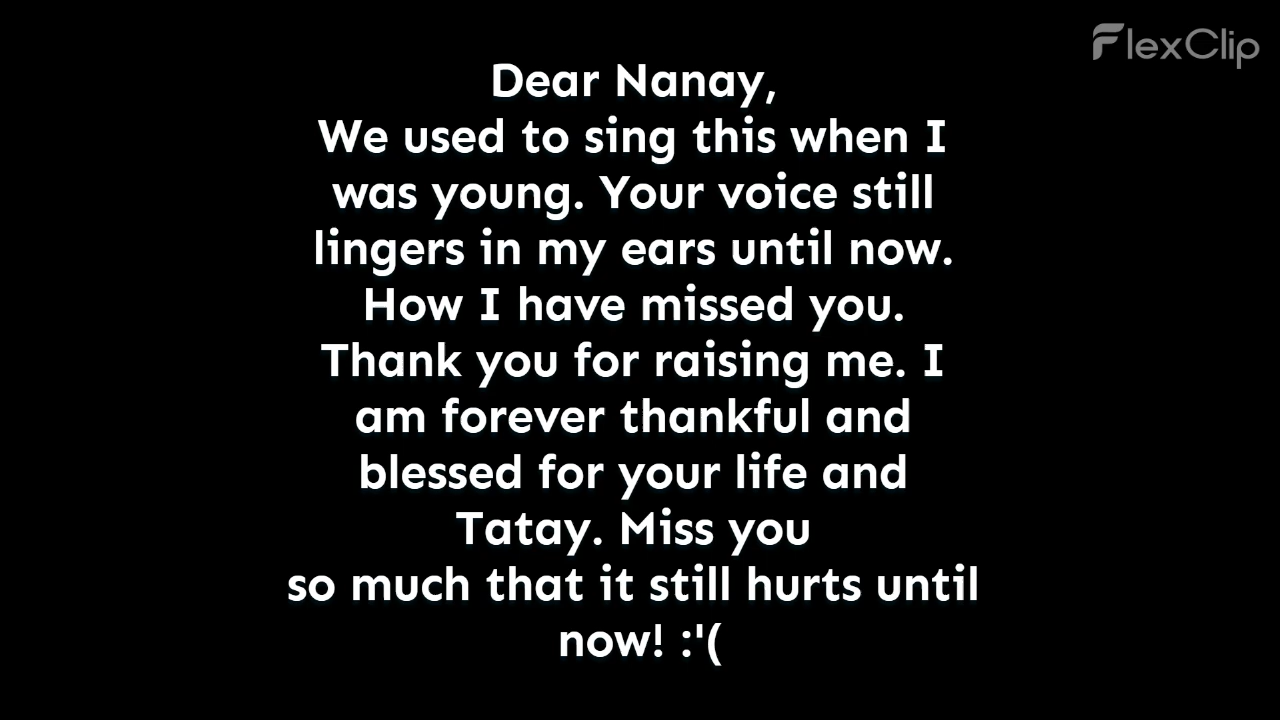 FlexClip
Dear Nanay,
We used to sing this when I
was young. Your voice still
lingers in my ears until now.
How I have missed you.
Thank you for raising me. I
am forever thankful and
blessed for your life and
Tatay. Miss you
so much that it still hurts until
now! :'(